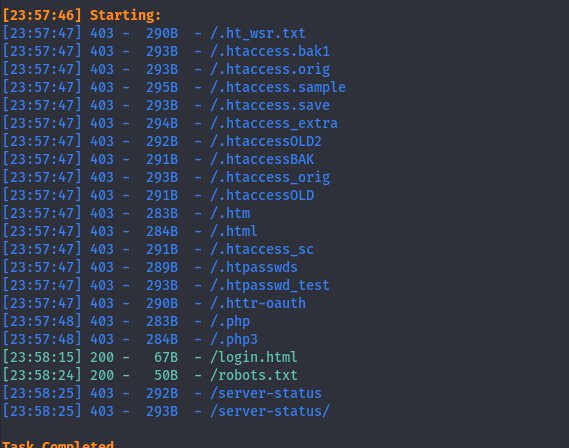 [23:57:46] Starting:
[23:57:47] 403 -  290B  - /.ht_wsr.txt
[23:57:47] 403 -  293B  - /.htaccess.bak1
[23:57:47] 403 -  293B  - /.htaccess.orig
[23:57:47] 403 -  295B  - /.htaccess.sample
[23:57:47] 403 -  293B  - /.htaccess.save
[23:57:47] 403 -  294B  - /.htaccess_extra
[23:57:47] 403 -  292B  - /.htaccessOLD2
[23:57:47] 403 -  291B  - /.htaccessBAK
[23:57:47] 403 -  293B  - /.htaccess_orig
[23:57:47] 403 -  291B  - /.htaccessOLD
[23:57:47] 403 -  283B  - /.htm
[23:57:47] 403 -  284B  - /.html
[23:57:47] 403 -  291B  - /.htaccess_sc
[23:57:47] 403 -  289B  - /.htpasswds
[23:57:47] 403 -  293B  - /.htpasswd_test
[23:57:47] 403 -  290B  - /.httr-oauth
[23:57:48] 403 -  283B  - /.php
[23:57:48] 403 -  284B  - /.php3
[23:58:15] 200 -   67B  - /login.html
[23:58:24] 200 -   50B  - /robots.txt
[23:58:25] 403 -  292B  - /server-status
[23:58:25] 403 -  293B  - /server-status/
Task Completed